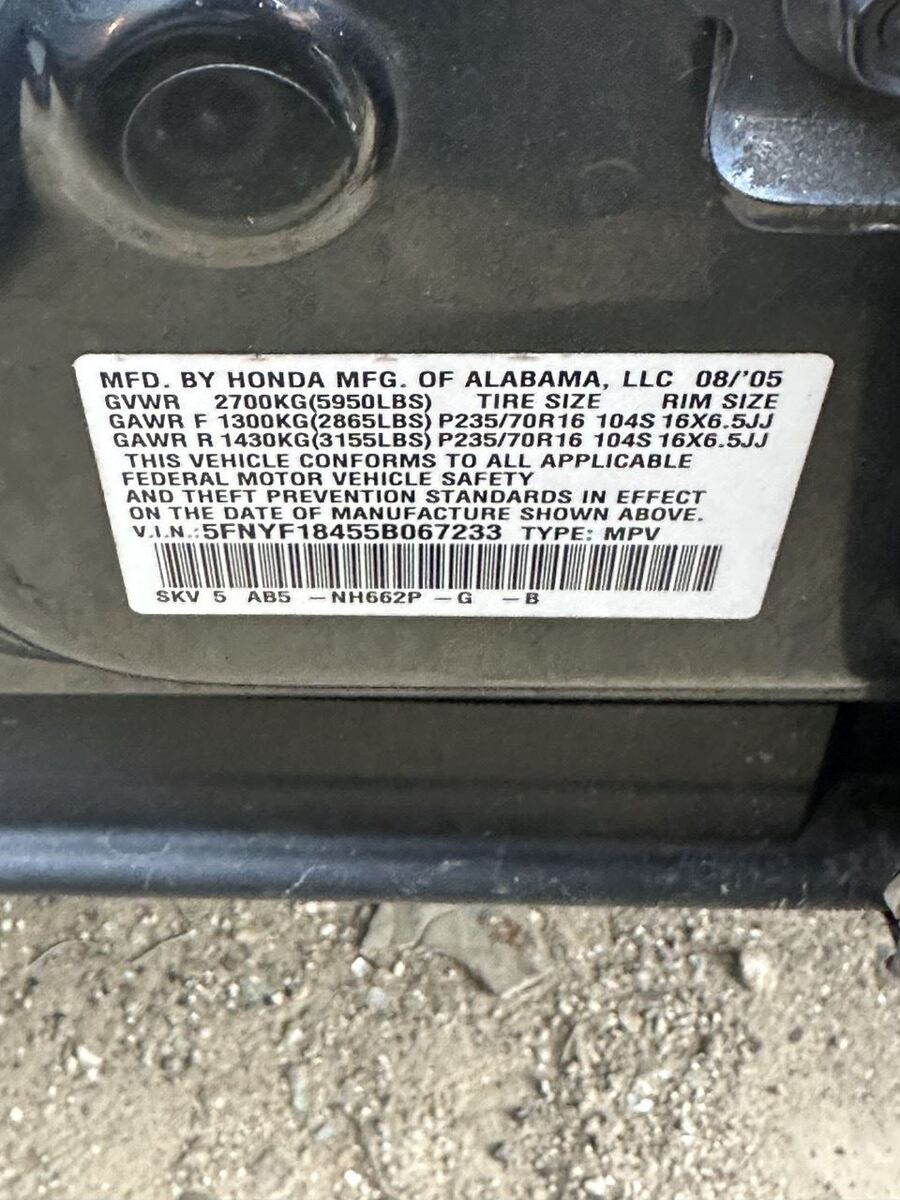 MFD. BY HONDA MFG. OF ALABAMA, LLC 08/'05
GVWR 2700KG(5950LBS) TIRE SIZE RIM SIZE
GAWR F 1300KG(2865LBS) P235/70R16 104S 16X6.5JJ
GAWR R 1430KG(3155LBS) P235/70R16 104S 16X6.5JJ
THIS VEHICLE CONFORMS TO ALL APPLICABLE
FEDERAL MOTOR VEHICLE SAFETY
AND THEFT PREVENTION STANDARDS IN EFFECT
ON THE DATE OF MANUFACTURE SHOWN ABOVE.
V.I.N.:5FNYF18455B067233 TYPE: MPV
SKV 5 AB5 -NH662P -G -B